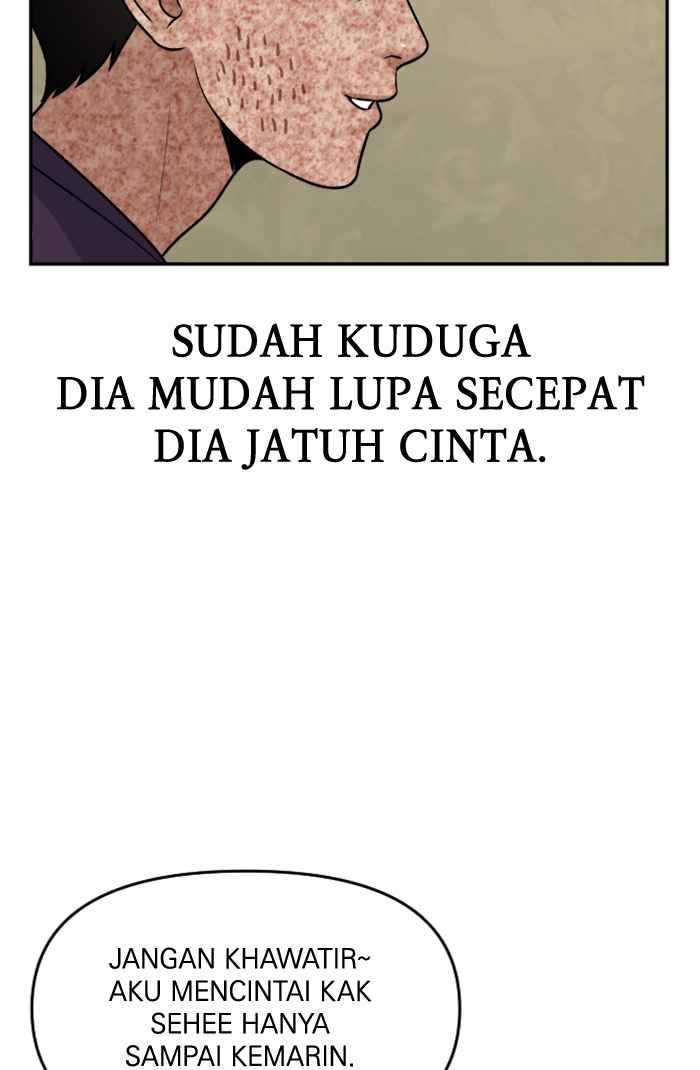 SUDAH KUDUGA
DIA MUDAH LUPA SECEPAT
DIA JATUH CINTA.
JANGAN KHAWATIR~
AKU MENCINTAI KAK
SEHEE HANYA
SAMPAI KEMARIN.